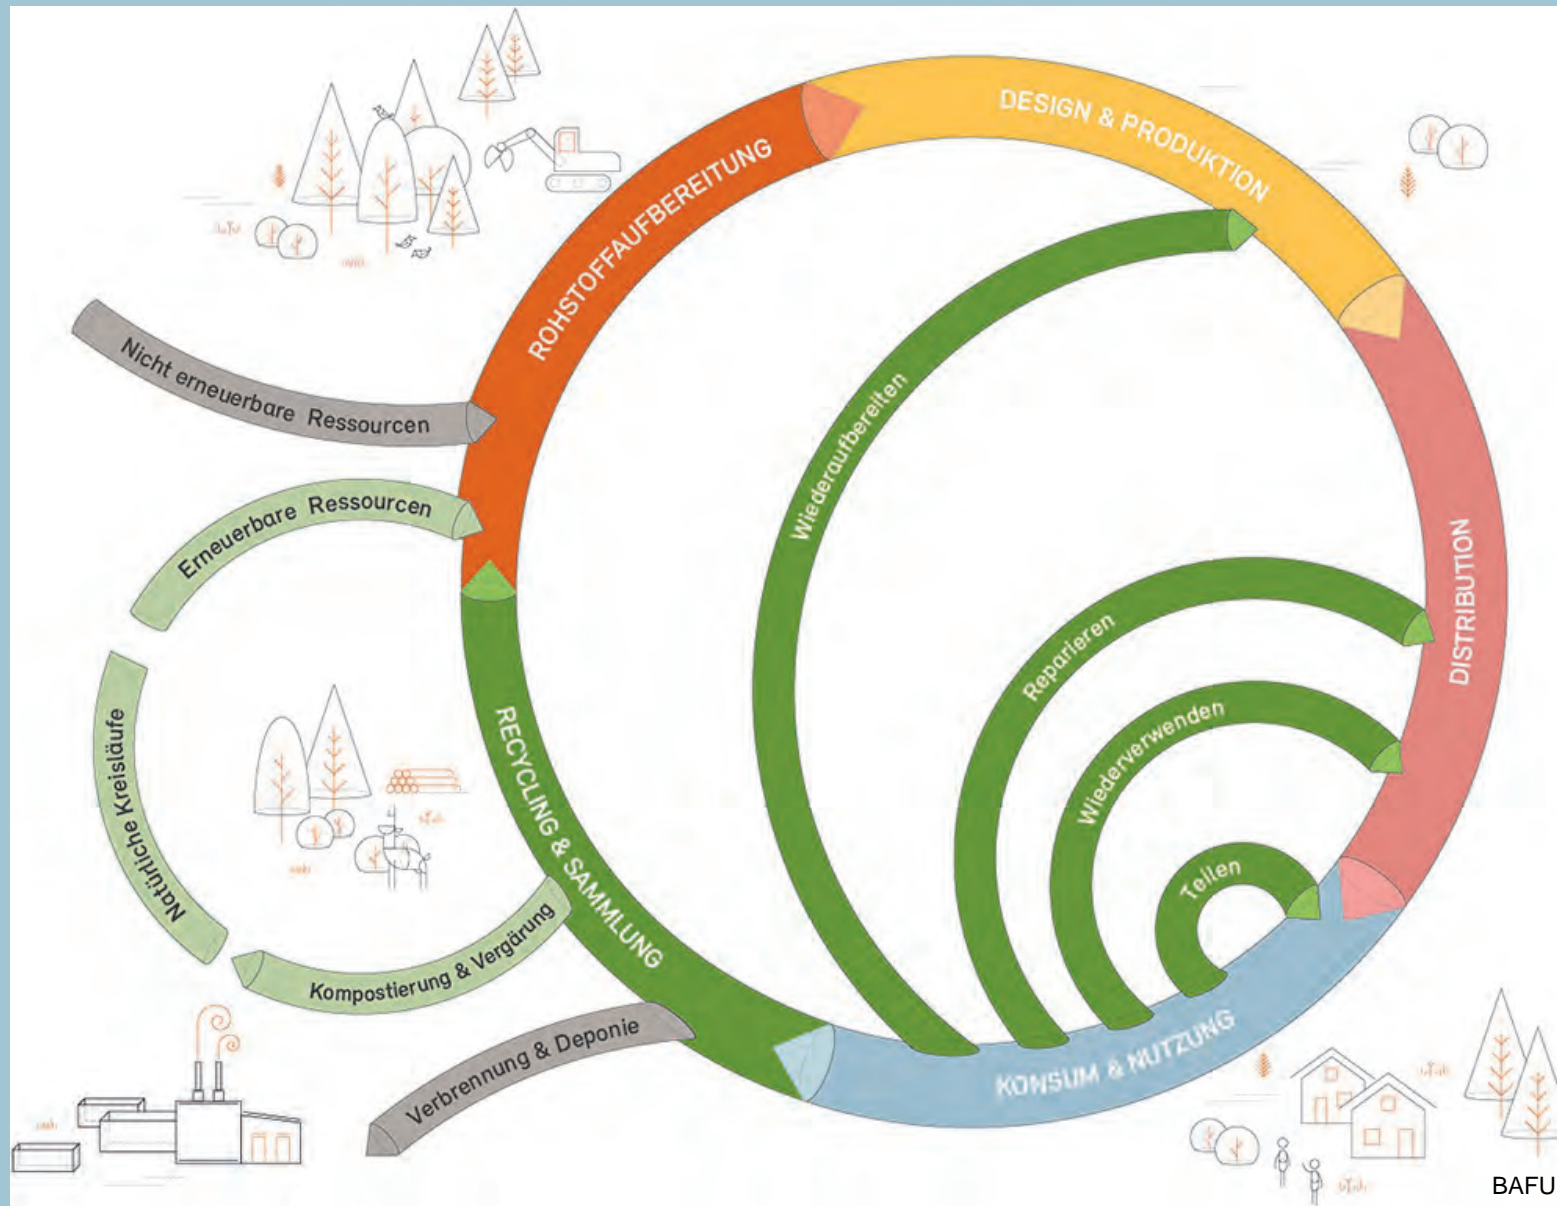 DESIGN & PRODUKTION
ROHSTOFFAUFBEREITUNG
Nicht erneuerbare Ressourcen
Wiederaufbereiten
Erneuerbare Ressourcen
DISTRIBUTION
Reparieren
Wiederverwenden
Natürliche Kreisläufe
RECYCLING & SAMMLUNG
Teilen
Kompostierung & Vergärung
Verbrennung & Deponie
KONSUM & NUTZUNG
BAFU